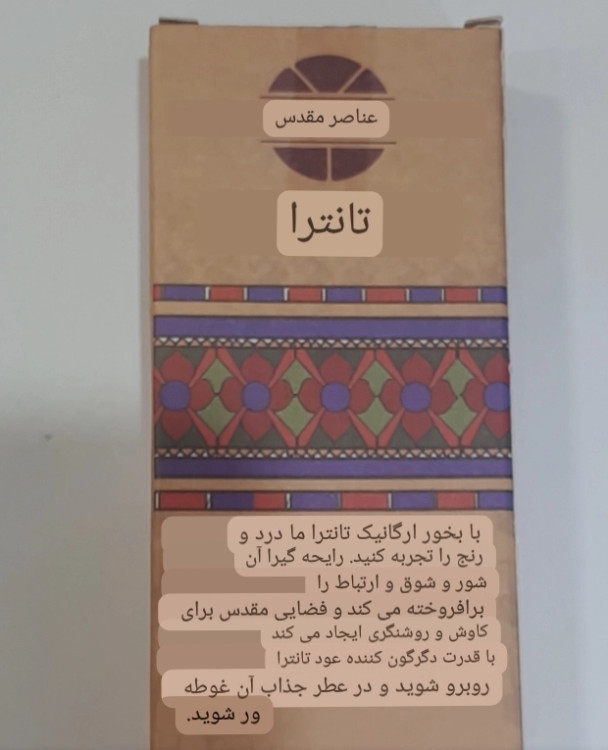 عناصر مقدس
تانترا
با بخور ارگانیک تانترا ما درد و
رنج را تجربه کنید. رایحه گیرا آن
شور و شوق و ارتباط را
برافروخته می کند و فضایی مقدس برای
کاوش و روشنگری ایجاد می کند
با قدرت دگرگون کننده عود تانترا
روبرو شوید و در عطر جذاب آن غوطه
ور شوید.